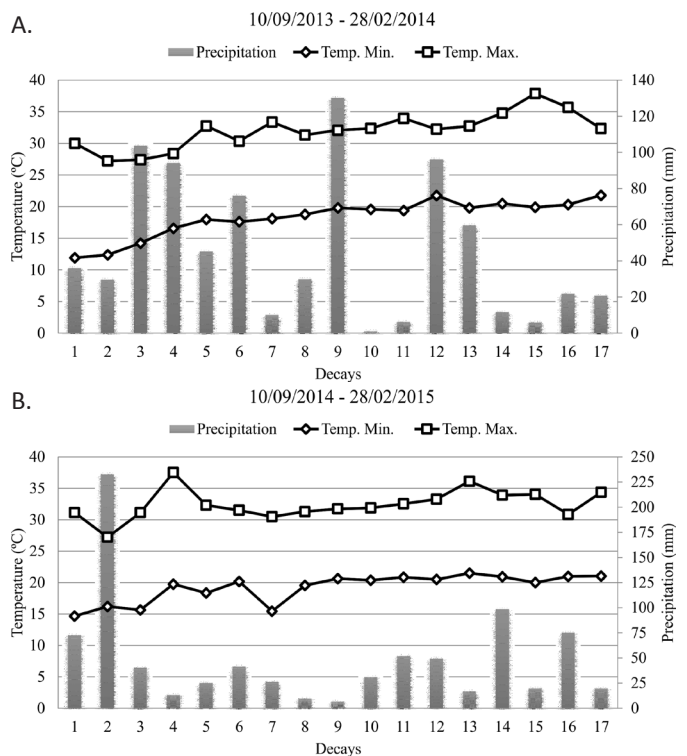 A.
10/09/2013 - 28/02/2014
Precipitation Temp. Min. Temp. Max.
40 140
35 120
30 100
25 80
20 60
15 40
10 20
5 0
0
Temperature (ºC)
Precipitation (mm)
1 2 3 4 5 6 7 8 9 10 11 12 13 14 15 16 17
Decays
B.
10/09/2014 - 28/02/2015
Precipitation Temp. Min. Temp. Max.
40 250
35 225
30 200
25 175
20 150
15 125
10 100
5 75
0 50
25
0
Temperature (ºC)
Precipitation (mm)
1 2 3 4 5 6 7 8 9 10 11 12 13 14 15 16 17
Decays